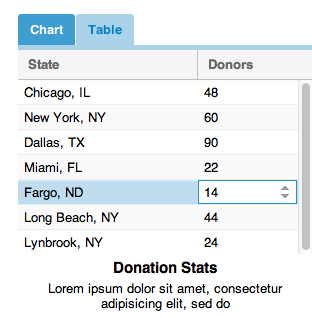 Chart Table
State Donors
Chicago, IL 48
New York, NY 60
Dallas, TX 90
Miami, FL 22
Fargo, ND 14
Long Beach, NY 44
Lynbrook, NY 24
Donation Stats
Lorem ipsum dolor sit amet, consectetur
adipisicing elit, sed do